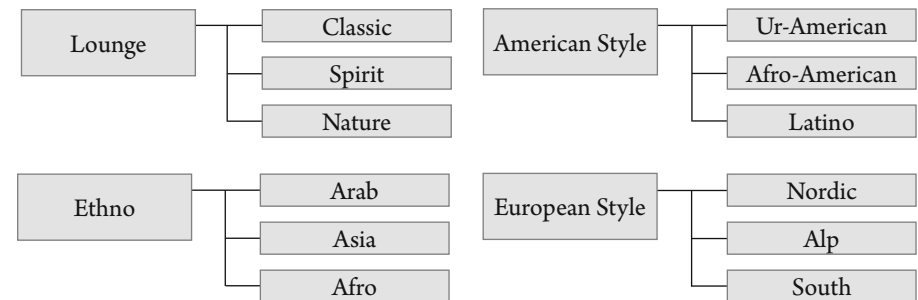 Lounge
Classic
Spirit
Nature
American Style
Ur-American
Afro-American
Latino
Ethno
Arab
Asia
Afro
European Style
Nordic
Alp
South